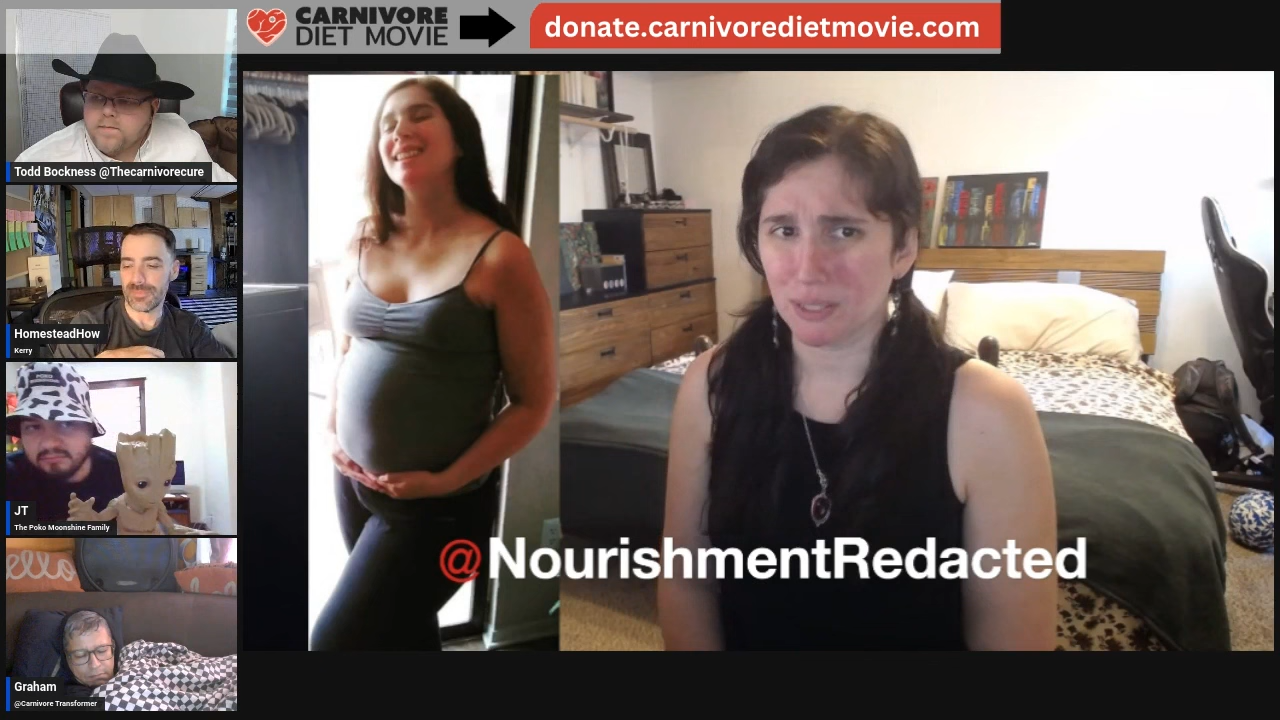 CARNIVORE
DIET MOVIE
donate.carnivoredietmovie.com
Todd Bockness @Thecarnivorecure
HomesteadHow
Kerry
JT
The Poko Moonshine Family
ello
Graham
@Carnivore Transformer
@NourishmentRedacted